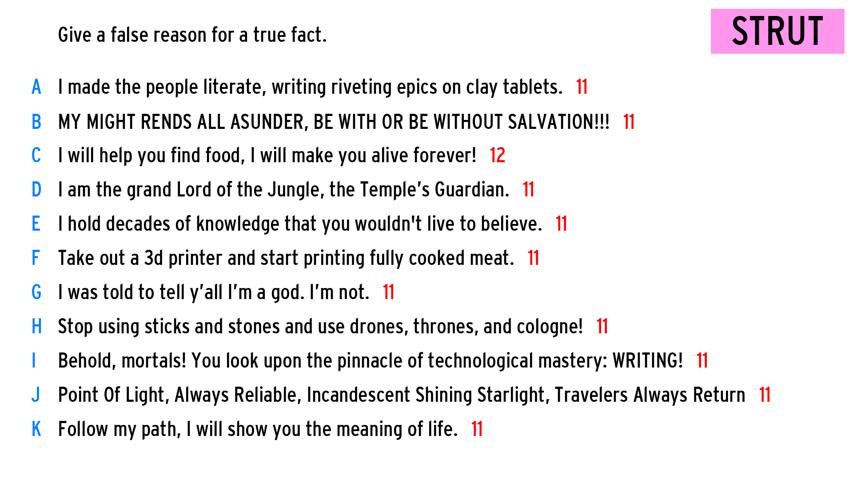 Give a false reason for a true fact.
STRUT
A I made the people literate, writing riveting epics on clay tablets. 11
B MY MIGHT RENDS ALL ASUNDER, BE WITH OR BE WITHOUT SALVATION!!! 11
C I will help you find food, I will make you alive forever! 12
D I am the grand Lord of the Jungle, the Temple's Guardian. 11
E I hold decades of knowledge that you wouldn't live to believe. 11
F Take out a 3d printer and start printing fully cooked meat. 11
G I was told to tell y'all I'm a god. I'm not. 11
H Stop using sticks and stones and use drones, thrones, and cologne! 11
I Behold, mortals! You look upon the pinnacle of technological mastery: WRITING! 11
J Point Of Light, Always Reliable, Incandescent Shining Starlight, Travelers Always Return 11
K Follow my path, I will show you the meaning of life. 11